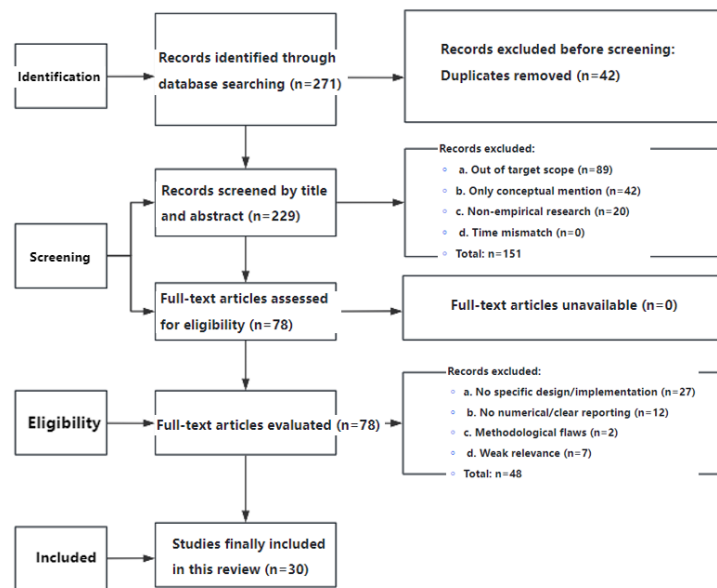 Identification
Records identified through
database searching (n=271)
Records excluded before screening:
Duplicates removed (n=42)
Screening
Records screened by title
and abstract (n=229)
Records excluded:
a. Out of target scope (n=89)
b. Only conceptual mention (n=42)
c. Non-empirical research (n=20)
d. Time mismatch (n=0)
Total: n=151
Full-text articles assessed
for eligibility (n=78)
Full-text articles unavailable (n=0)
Eligibility
Full-text articles evaluated (n=78)
Records excluded:
a. No specific design/implementation (n=27)
b. No numerical/clear reporting (n=12)
c. Methodological flaws (n=2)
d. Weak relevance (n=7)
Total: n=48
Included
Studies finally included
in this review (n=30)